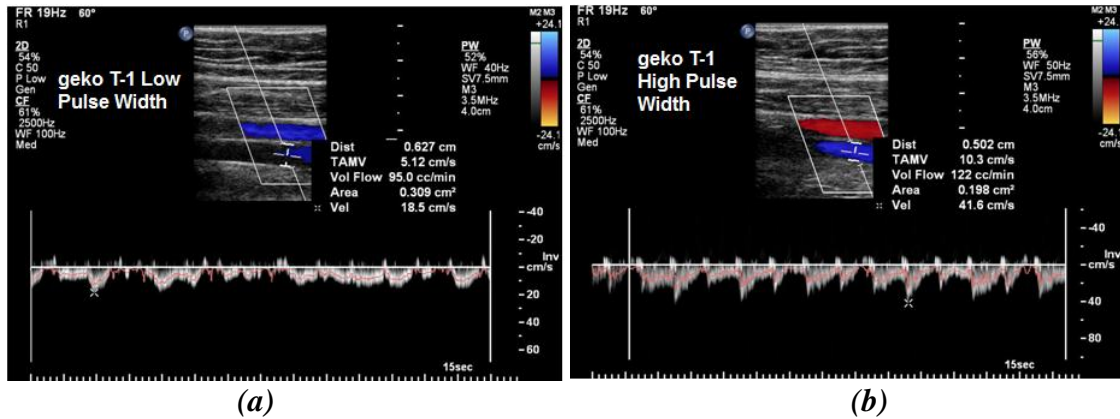 FR 19Hz 60°
R1
2D
54%
C 50
P Low
Gen
CF
61%
2500Hz
WF 100Hz
Med
geko T-1 Low
Pulse Width
P
PW
52%
WF 40Hz
SV7.5mm
M3
3.5MHz
4.0cm
M2 M3
+24.1
-24.1
cm/s
Dist 0.627 cm
TAMV 5.12 cm/s
Vol Flow 95.0 cc/min
Area 0.309 cm²
Vel 18.5 cm/s
-40
-20
Inv
cm/s
20
40
60
15sec
(a)
FR 19Hz 60°
R1
2D
54%
C 50
P Low
Gen
CF
61%
2500Hz
WF 100Hz
Med
geko T-1
High Pulse
Width
P
PW
56%
WF 50Hz
SV7.5mm
M3
3.5MHz
4.0cm
M2 M3
+24.1
-24.1
cm/s
Dist 0.502 cm
TAMV 10.3 cm/s
Vol Flow 122 cc/min
Area 0.198 cm²
Vel 41.6 cm/s
-40
Inv
cm/s
40
80
15sec
(b)